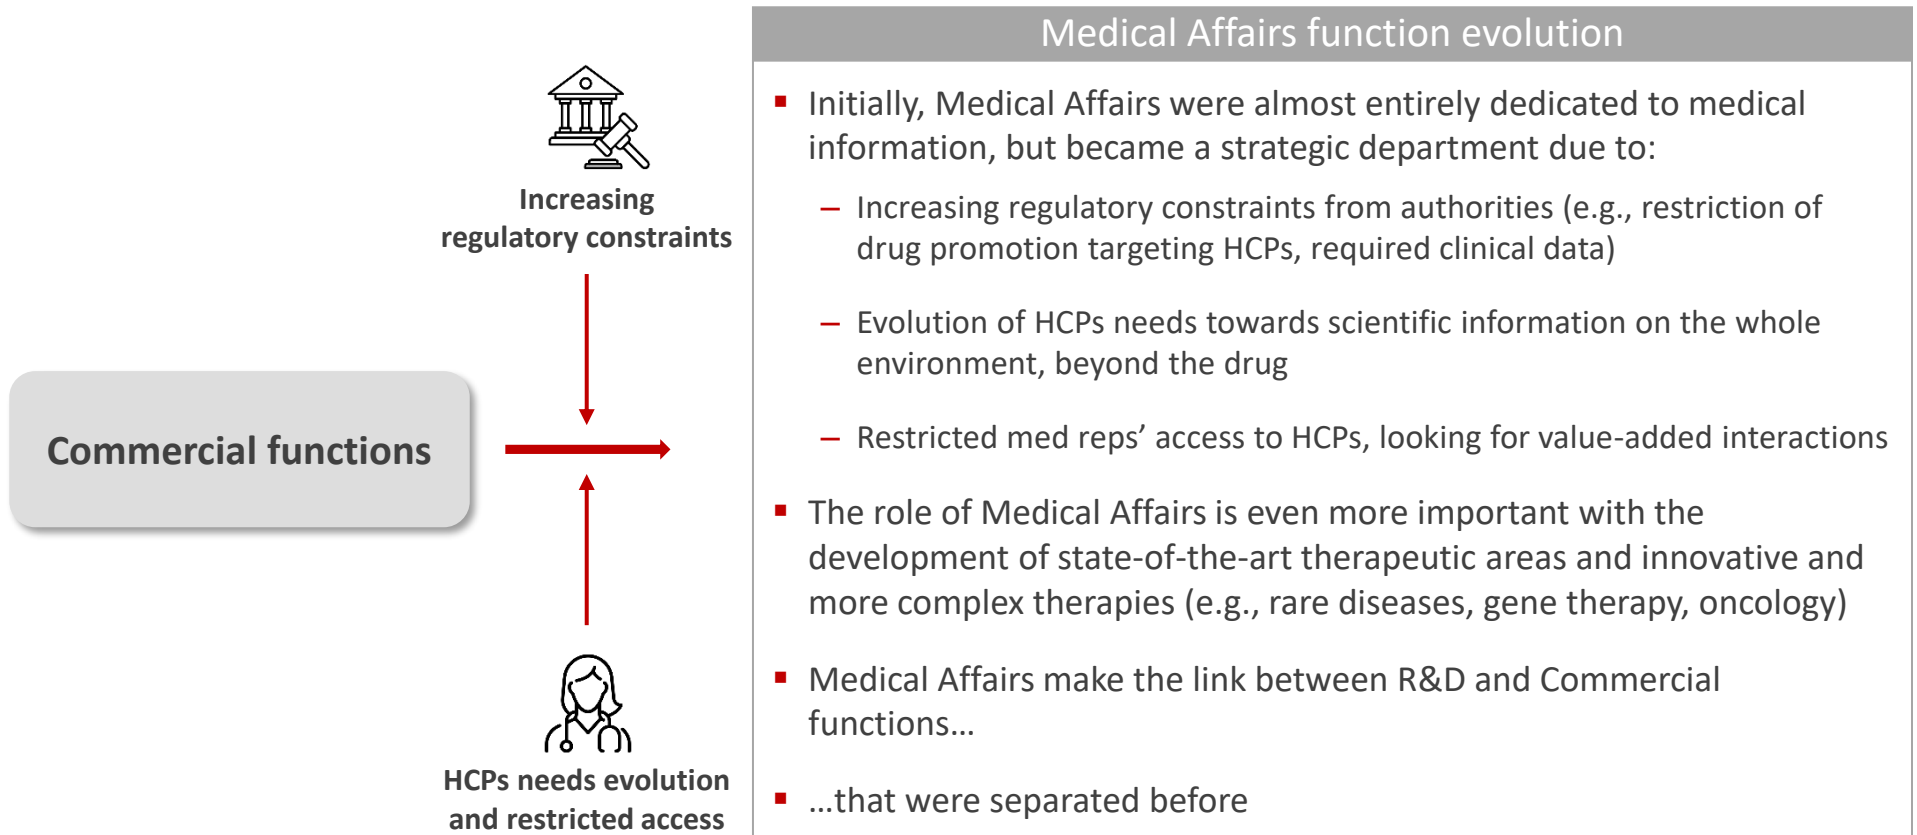 Medical Affairs function evolution
Increasing
regulatory constraints
Commercial functions
HCPs needs evolution
and restricted access
▪ Initially, Medical Affairs were almost entirely dedicated to medical
information, but became a strategic department due to:
– Increasing regulatory constraints from authorities (e.g., restriction of
drug promotion targeting HCPs, required clinical data)
– Evolution of HCPs needs towards scientific information on the whole
environment, beyond the drug
– Restricted med reps’ access to HCPs, looking for value-added interactions
▪ The role of Medical Affairs is even more important with the
development of state-of-the-art therapeutic areas and innovative and
more complex therapies (e.g., rare diseases, gene therapy, oncology)
▪ Medical Affairs make the link between R&D and Commercial
functions…
▪ …that were separated before